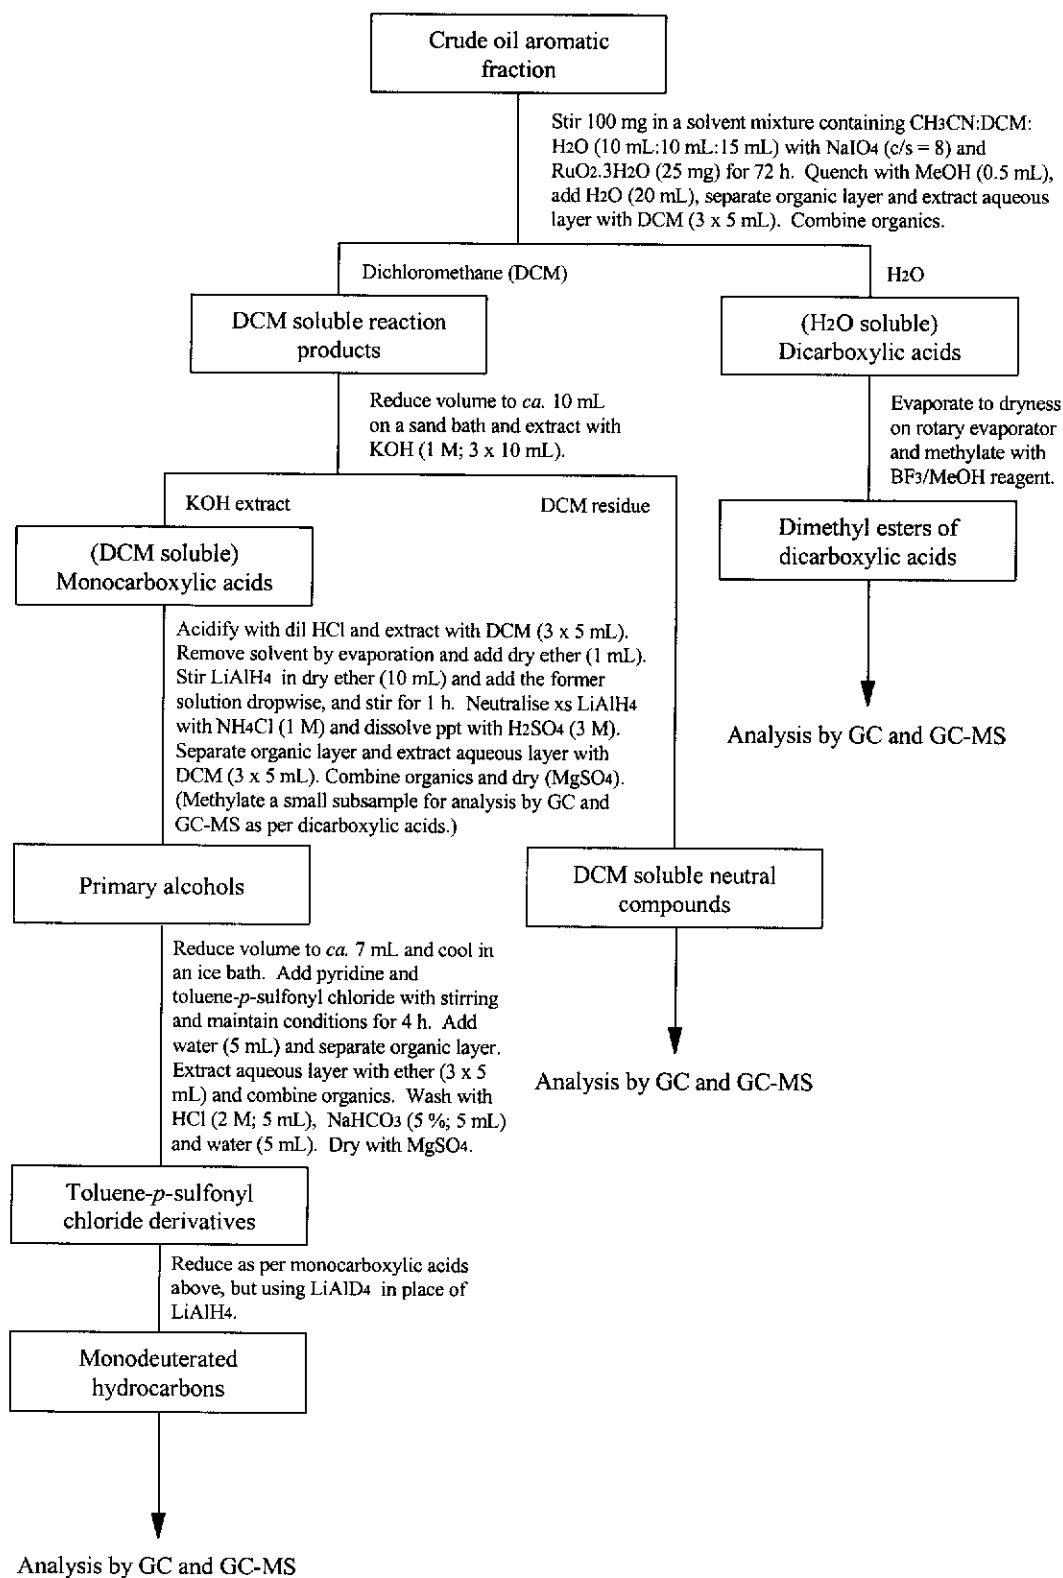 Crude oil aromatic
fraction
Stir 100 mg in a solvent mixture containing CH3CN:DCM:
H2O (10 mL:10 mL:15 mL) with NaIO4 (c/s = 8) and
RuO2.3H2O (25 mg) for 72 h. Quench with MeOH (0.5 mL),
add H2O (20 mL), separate organic layer and extract aqueous
layer with DCM (3 x 5 mL). Combine organics.
Dichloromethane (DCM)
H2O
DCM soluble reaction
products
(H2O soluble)
Dicarboxylic acids
Reduce volume to ca. 10 mL
on a sand bath and extract with
KOH (1 M; 3 x 10 mL).
Evaporate to dryness
on rotary evaporator
and methylate with
BF3/MeOH reagent.
KOH extract
DCM residue
(DCM soluble)
Monocarboxylic acids
Dimethyl esters of
dicarboxylic acids
Acidify with dil HCl and extract with DCM (3 x 5 mL).
Remove solvent by evaporation and add dry ether (1 mL).
Stir LiAlH4 in dry ether (10 mL) and add the former
solution dropwise, and stir for 1 h. Neutralise xs LiAlH4
with NH4Cl (1 M) and dissolve ppt with H2SO4 (3 M).
Separate organic layer and extract aqueous layer with
DCM (3 x 5 mL). Combine organics and dry (MgSO4).
(Methylate a small subsample for analysis by GC and
GC-MS as per dicarboxylic acids.)
Analysis by GC and GC-MS
Primary alcohols
DCM soluble neutral
compounds
Reduce volume to ca. 7 mL and cool in
an ice bath. Add pyridine and
toluene-p-sulfonyl chloride with stirring
and maintain conditions for 4 h. Add
water (5 mL) and separate organic layer.
Extract aqueous layer with ether (3 x 5
mL) and combine organics. Wash with
HCl (2 M; 5 mL), NaHCO3 (5 %; 5 mL)
and water (5 mL). Dry with MgSO4.
Analysis by GC and GC-MS
Toluene-p-sulfonyl
chloride derivatives
Reduce as per monocarboxylic acids
above, but using LiAlD4 in place of
LiAlH4.
Monodeuterated
hydrocarbons
Analysis by GC and GC-MS